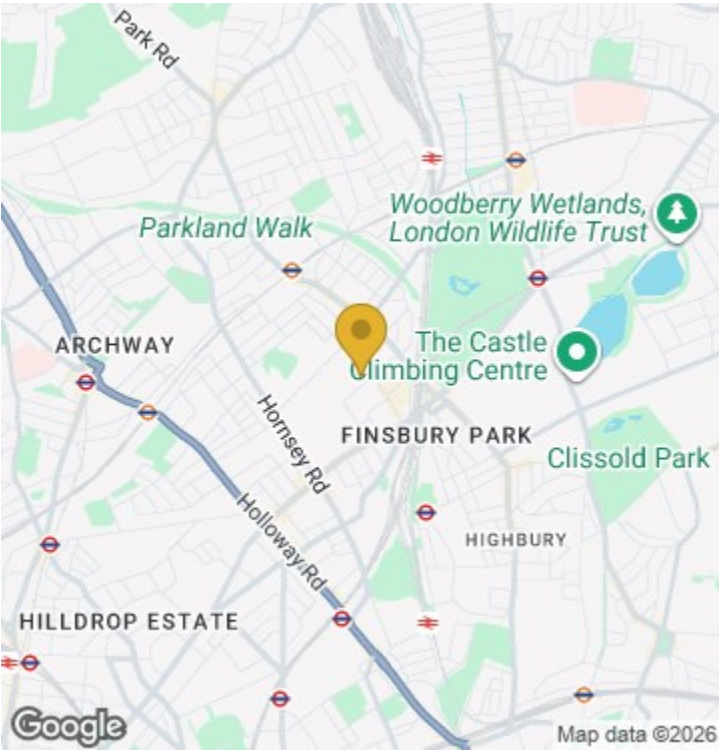 Park Rd
Woodberry Wetlands,
London Wildlife Trust
Parkland Walk
ARCHWAY
The Castle
Climbing Centre
Hornsey Rd
FINSBURY PARK
Clissold Park
Holloway Rd
HIGHBURY
HILLDROP ESTATE
Google
Map data ©2026